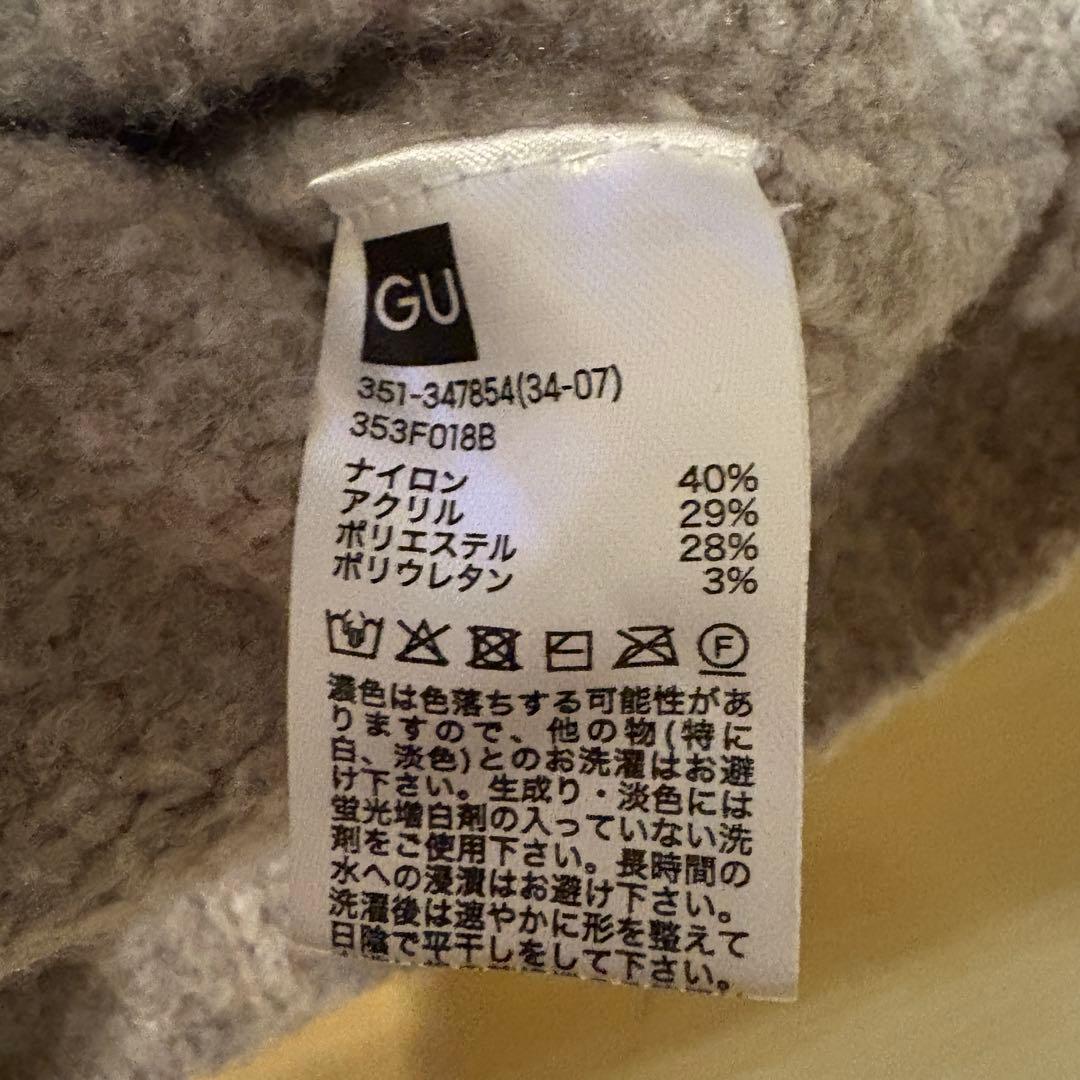 GU
351-347854(34-07)
353F018B
ナイロン 40%
アクリル 29%
ポリエステル 28%
ポリウレタン 3%
F
濃色は色落ちする可能性があ
りますので、他の物(特に
白、淡色)とのお洗濯はお避
け下さい。生成り・淡色には
蛍光増白剤の入っていない洗
剤をご使用下さい。長時間の
水への浸漬はお避け下さい。
洗濯後は速やかに形を整えて
日陰で平干しをして下さい。